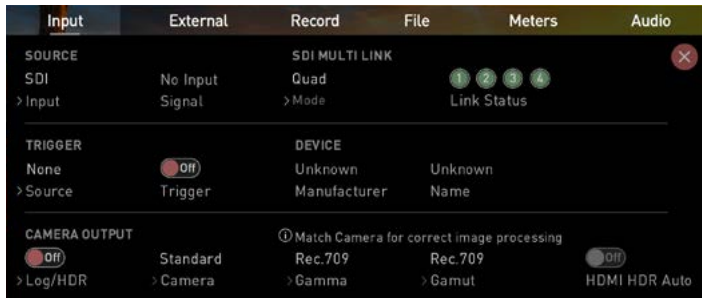 Input External Record File Meters Audio
SOURCE SDI MULTI LINK
SDI No Input Quad 1 2 3 4
>Input Signal >Mode Link Status
TRIGGER DEVICE
None Off Unknown Unknown
>Source Trigger Manufacturer Name
CAMERA OUTPUT ⓘ Match Camera for correct image processing
Off Standard Rec.709 Rec.709 Off
>Log/HDR >Camera >Gamma >Gamut HDMI HDR Auto